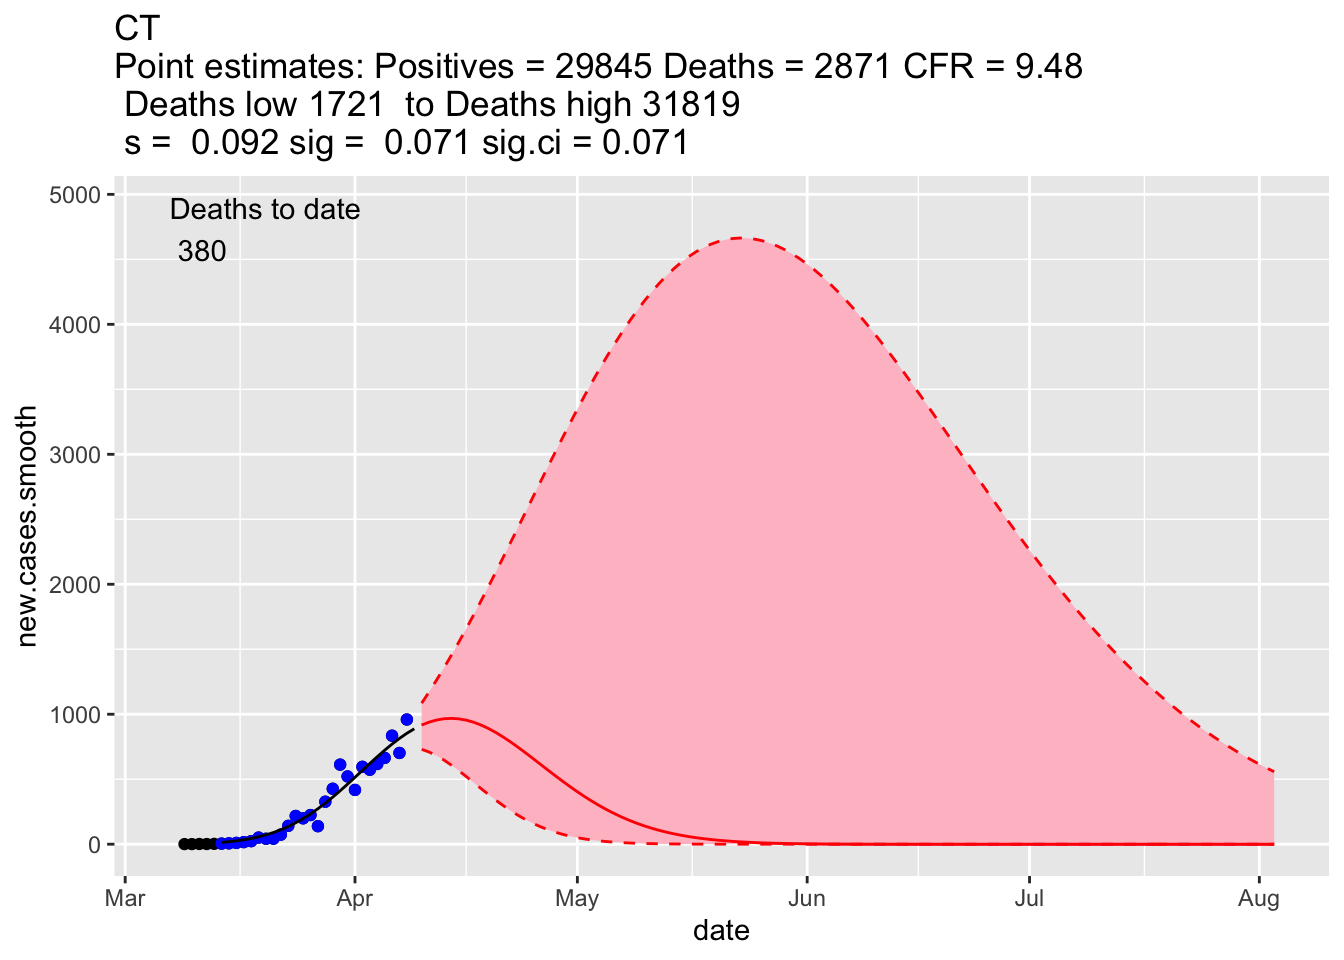 CT
Point estimates: Positives = 29845 Deaths = 2871 CFR = 9.48
Deaths low 1721  to Deaths high 31819
s =  0.092 sig =  0.071 sig.ci = 0.071
Deaths to date
380
5000
4000
3000
2000
1000
0
new.cases.smooth
Mar Apr May Jun Jul Aug
date